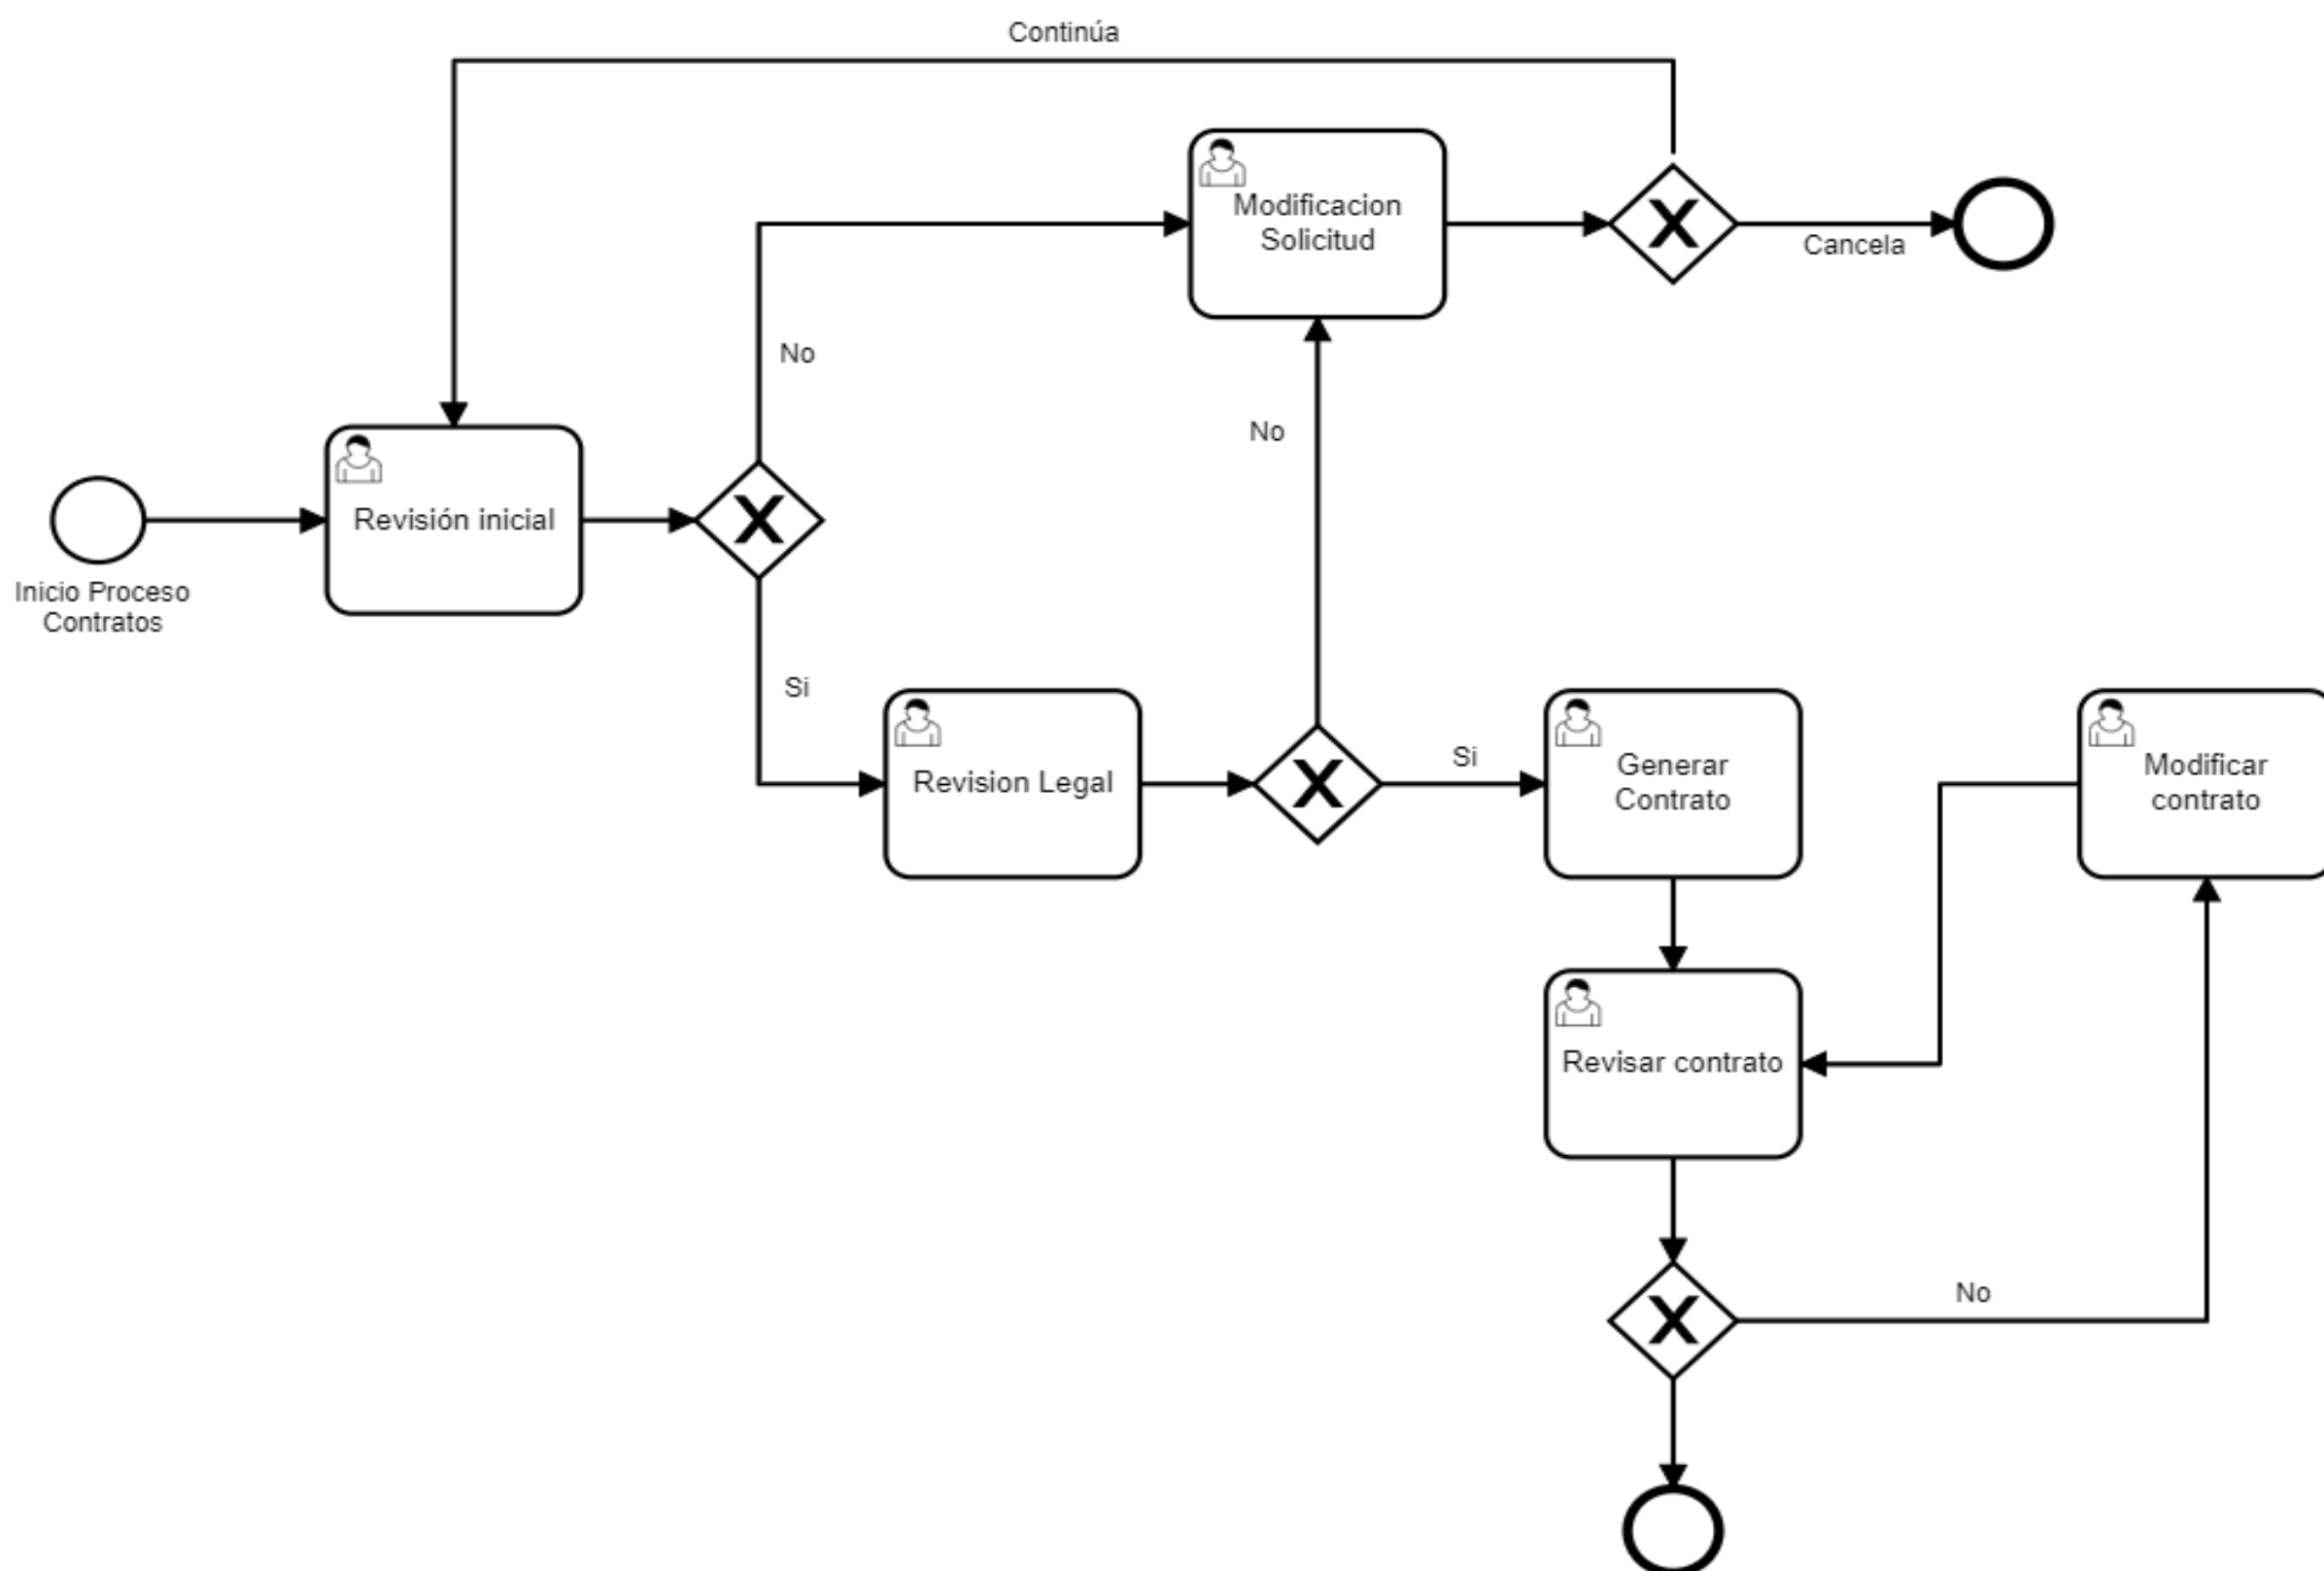 Continúa
Modificacion
Solicitud
Cancela
No
No
Revisión inicial
Inicio Proceso
Contratos
Si
Revision Legal
Si
Generar
Contrato
Modificar
contrato
Revisar contrato
No